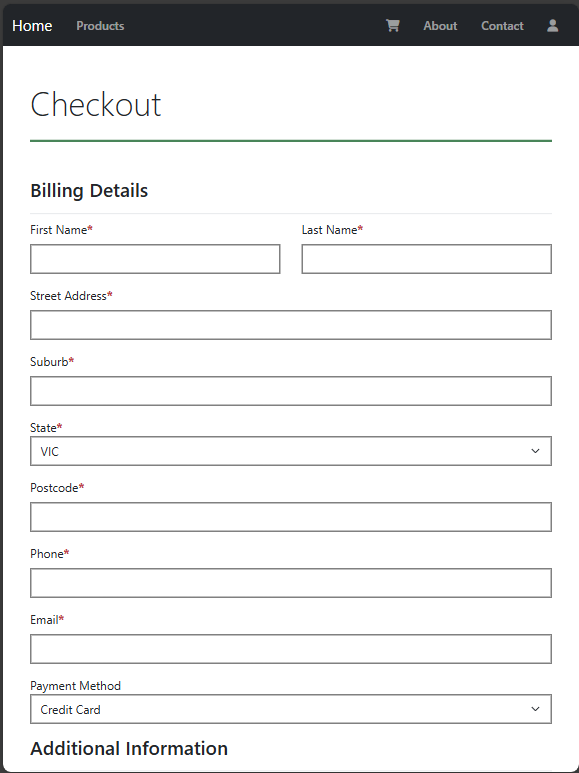 Home Products About Contact
Checkout
Billing Details
First Name* Last Name*
Street Address*
Suburb*
State*
VIC
Postcode*
Phone*
Email*
Payment Method
Credit Card
Additional Information